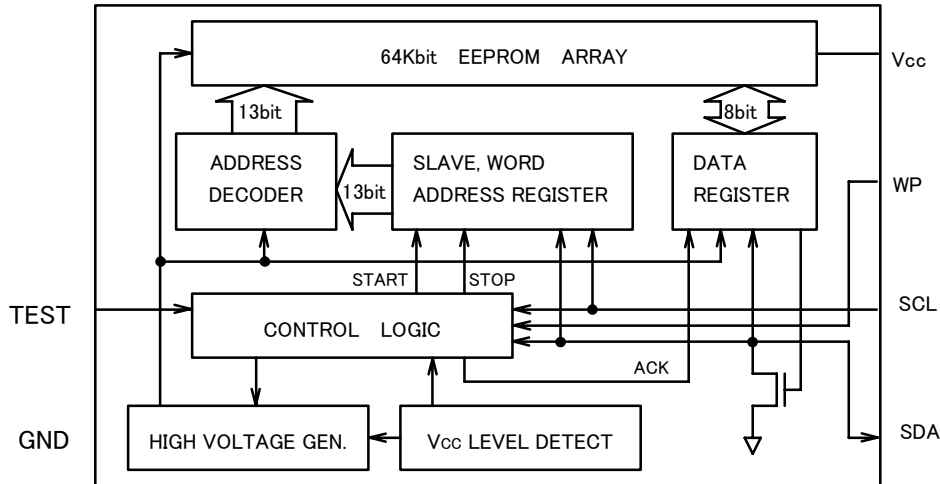 64Kbit EEPROM ARRAY
Vcc
13bit
8bit
ADDRESS
DECODER
13bit
SLAVE, WORD
ADDRESS REGISTER
DATA
REGISTER
WP
START
STOP
TEST
CONTROL LOGIC
SCL
ACK
GND
HIGH VOLTAGE GEN.
Vcc LEVEL DETECT
SDA